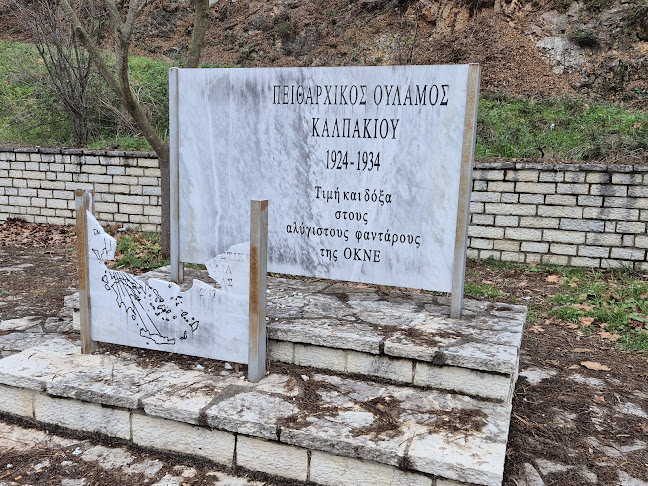 ΠΕΙΘΑΡΧΙΚΟΣ ΟΥΛΑΜΟΣ
ΚΑΛΠΑΚΙΟΥ
1924-1934
Τιμή και δόξα
στους
αλύγιστους φαντάρους
της ΟΚΝΕ